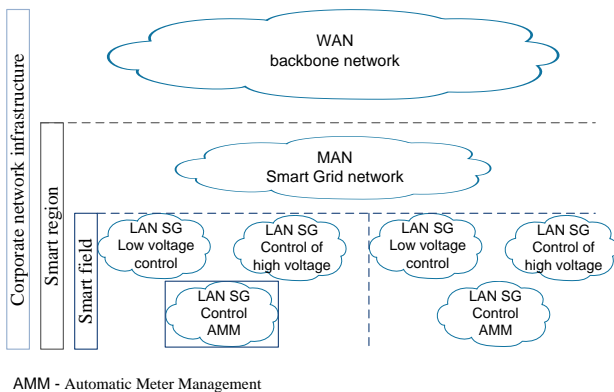 Corporate network infrastructure
Smart region
Smart field
WAN
backbone network
MAN
Smart Grid network
LAN SG
Low voltage
control
LAN SG
Control of
high voltage
LAN SG
Control
AMM
LAN SG
Low voltage
control
LAN SG
Control of
high voltage
LAN SG
Control
AMM
AMM - Automatic Meter Management